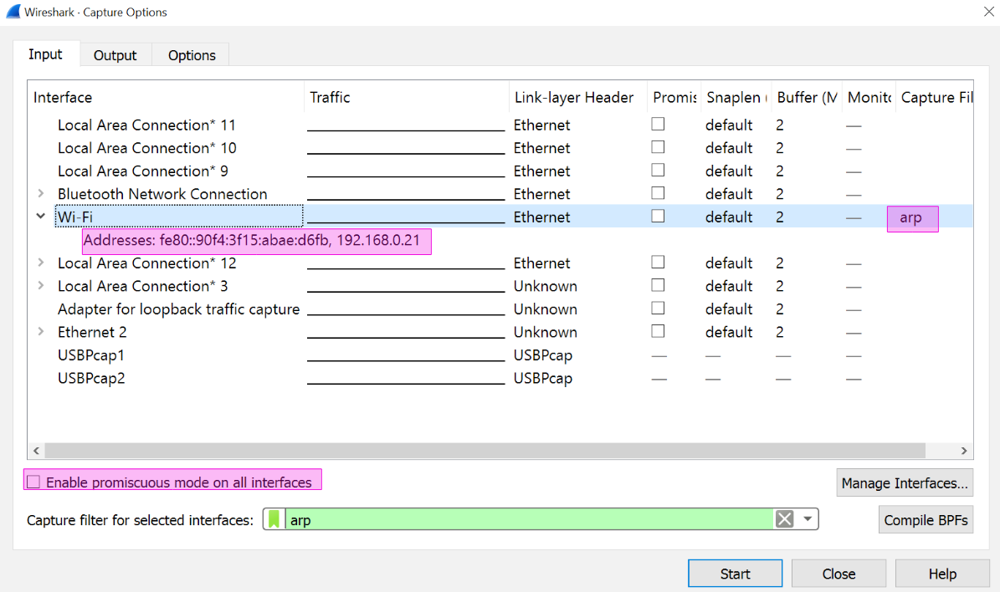 Wireshark · Capture Options
Input Output Options
Interface Traffic Link-layer Header Promis Snaplen ( Buffer (M Monito Capture Fil
Local Area Connection* 11 Ethernet default 2 —
Local Area Connection* 10 Ethernet default 2 —
Local Area Connection* 9 Ethernet default 2 —
Bluetooth Network Connection Ethernet default 2 —
Wi-Fi Ethernet default 2 — arp
Addresses: fe80::90f4:3f15:abae:d6fb, 192.168.0.21
Local Area Connection* 12 Ethernet default 2 —
Local Area Connection* 3 Unknown default 2 —
Adapter for loopback traffic capture Unknown default 2 —
Ethernet 2 Unknown default 2 —
USBPcap1 USBPcap — — — —
USBPcap2 USBPcap — — — —
Enable promiscuous mode on all interfaces Manage Interfaces...
Capture filter for selected interfaces: arp Compile BPFs
Start Close Help